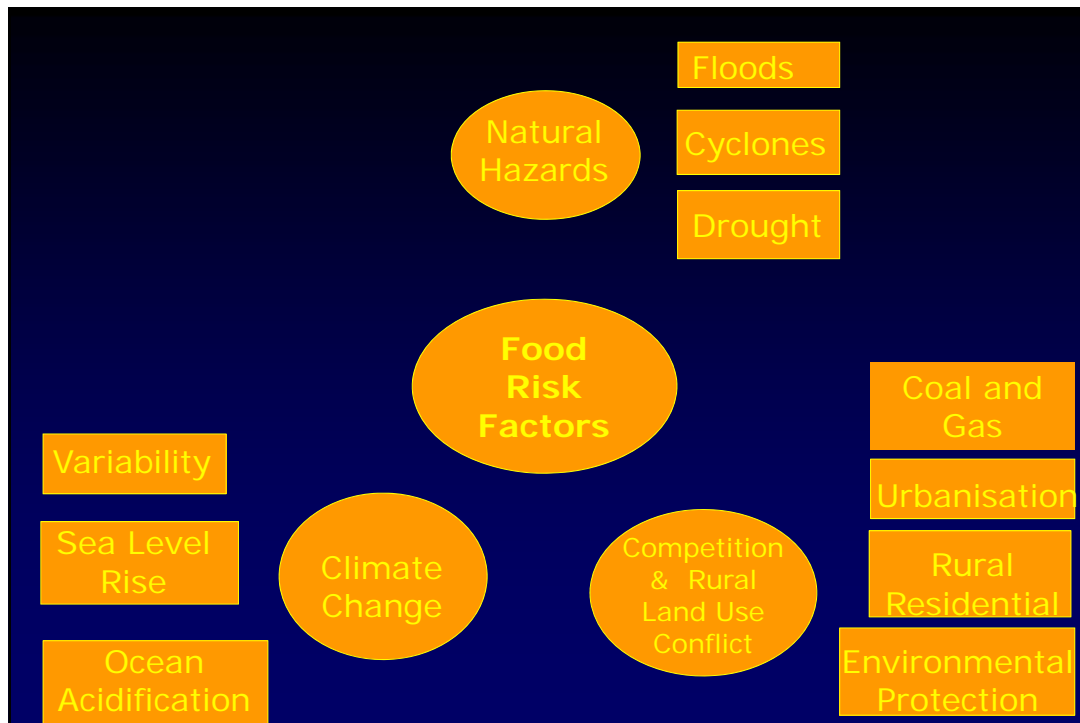 Floods
Natural
Hazards
Cyclones
Drought
Food
Risk
Factors
Variability
Sea Level
Rise
Ocean
Acidification
Climate
Change
Competition
& Rural
Land Use
Conflict
Coal and
Gas
Urbanisation
Rural
Residential
Environmental
Protection